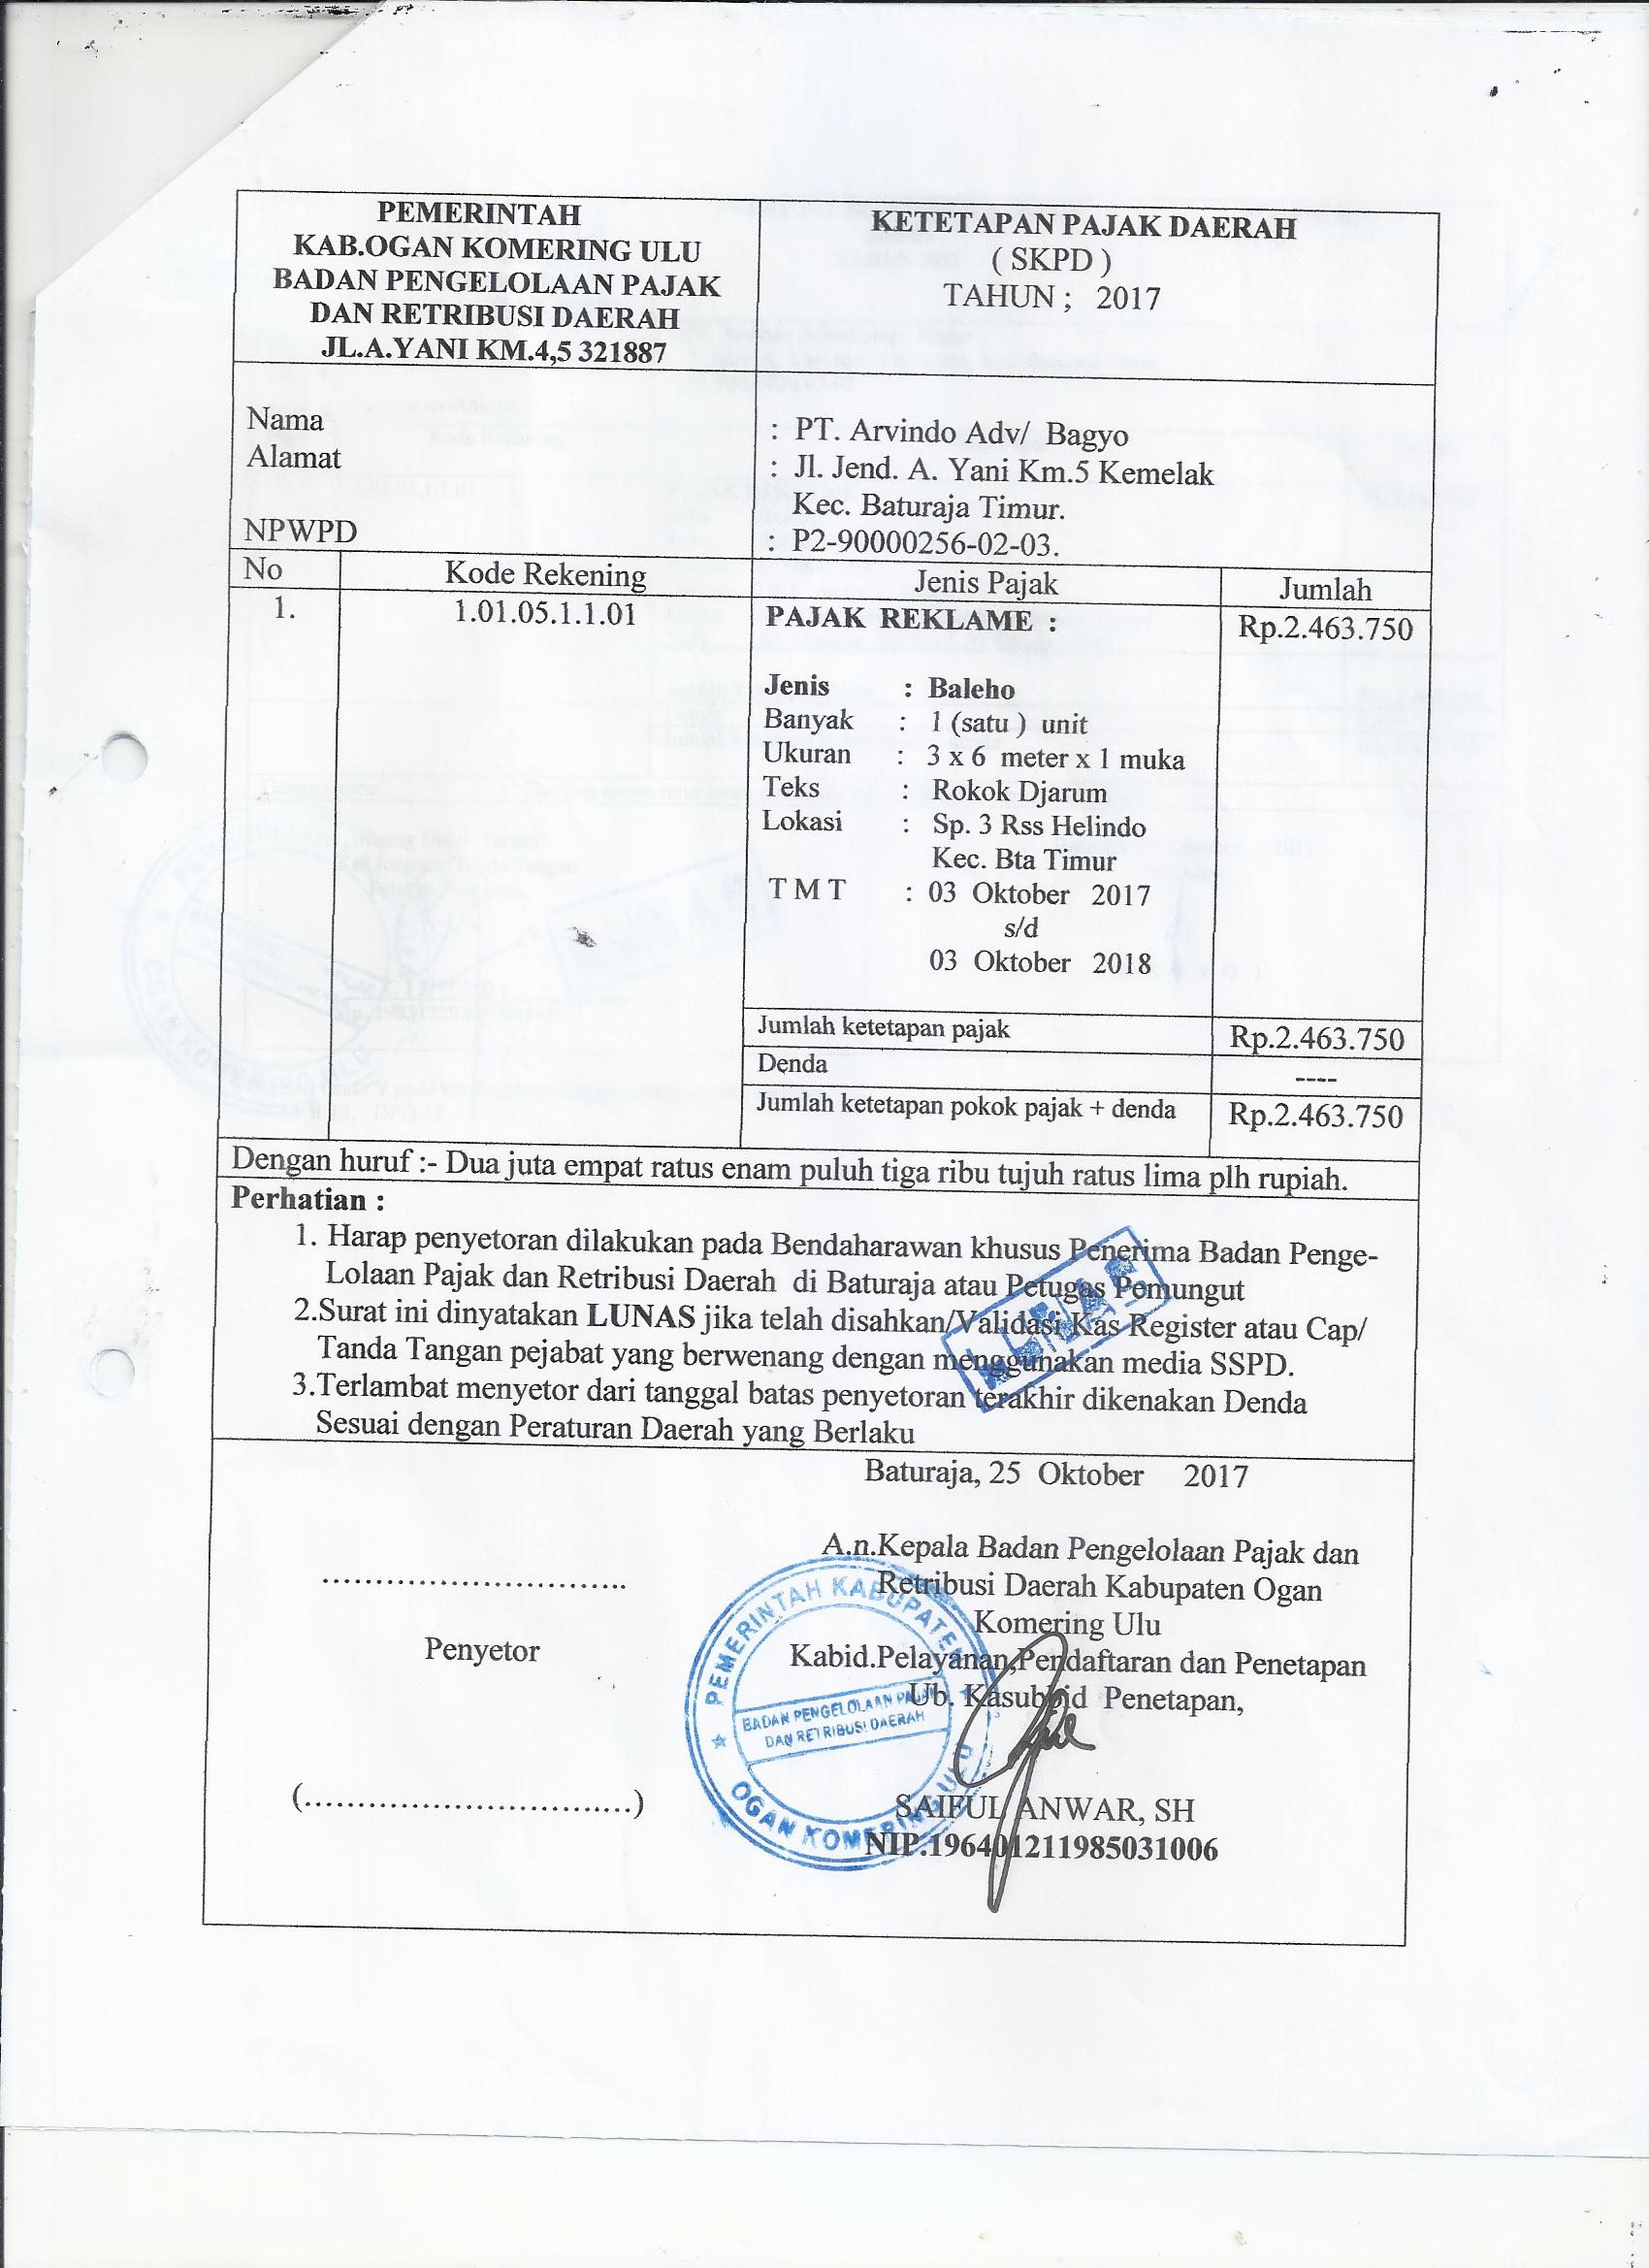 PEMERINTAH
KAB.OGAN KOMERING ULU
BADAN PENGELOLAAN PAJAK
DAN RETRIBUSI DAERAH
JL.A.YANI KM.4,5 321887
KETETAPAN PAJAK DAERAH
( SKPD )
TAHUN ; 2017
Nama : PT. Arvindo Adv/ Bagyo
Alamat : Jl. Jend. A. Yani Km.5 Kemelak
Kec. Baturaja Timur.
NPWPD : P2-90000256-02-03.
No Kode Rekening Jenis Pajak Jumlah
1. 1.01.05.1.1.01 PAJAK REKLAME : Rp.2.463.750
Jenis : Baleho
Banyak : 1 (satu ) unit
Ukuran : 3 x 6 meter x 1 muka
Teks : Rokok Djarum
Lokasi : Sp. 3 Rss Helindo
Kec. Bta Timur
T M T : 03 Oktober 2017
s/d
03 Oktober 2018
Jumlah ketetapan pajak Rp.2.463.750
Denda ----
Jumlah ketetapan pokok pajak + denda Rp.2.463.750
Dengan huruf :- Dua juta empat ratus enam puluh tiga ribu tujuh ratus lima plh rupiah.
Perhatian :
1. Harap penyetoran dilakukan pada Bendaharawan khusus Penerima Badan Penge-
Lolaan Pajak dan Retribusi Daerah di Baturaja atau Petugas Pemungut
2.Surat ini dinyatakan LUNAS jika telah disahkan/Validasi Kas Register atau Cap/
Tanda Tangan pejabat yang berwenang dengan menggunakan media SSPD.
3.Terlambat menyetor dari tanggal batas penyetoran terakhir dikenakan Denda
Sesuai dengan Peraturan Daerah yang Berlaku
LUNAS
Baturaja, 25 Oktober 2017
A.n.Kepala Badan Pengelolaan Pajak dan
Retribusi Daerah Kabupaten Ogan
Komering Ulu
Kabid.Pelayanan,Pendaftaran dan Penetapan
Ub. Kasubbid Penetapan,
…………………………..
Penyetor
(…………………………..)
PEMERINTAH KABUPATEN
BADAN PENGELOLAAN PAJAK
DAN RETRIBUSI DAERAH
OGAN KOMERING ULU
SAIFUL ANWAR, SH
NIP.196401211985031006